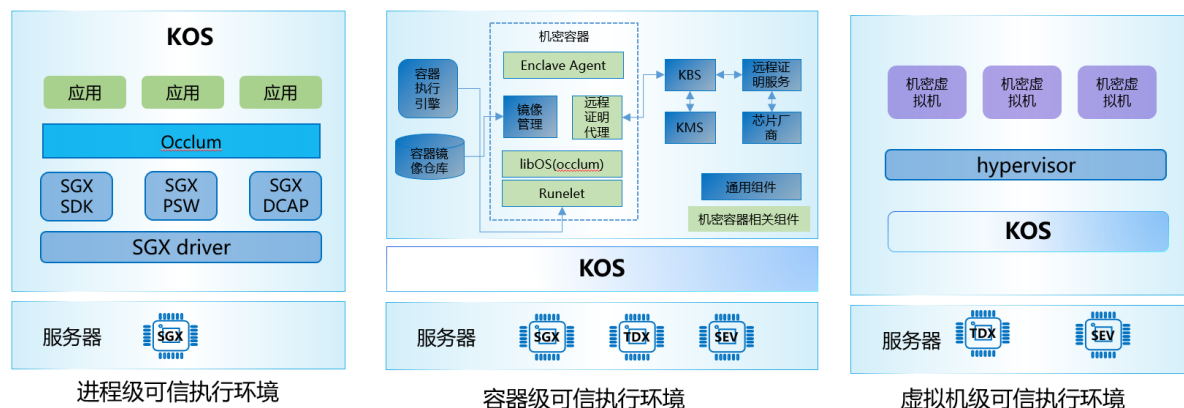 KOS
应用
应用
应用
Occlum
SGX
SDK
SGX
PSW
SGX
DCAP
SGX driver
服务器
SGX
进程级可信执行环境
机密容器
Enclave Agent
容器
执行
引擎
镜像
管理
远程
证明
代理
容器镜
像仓库
libOS(occlum)
Runelet
KBS
远程证
明服务
KMS
芯片厂
商
通用组件
机密容器相关组件
KOS
服务器
SGX
TDX
SEV
容器级可信执行环境
机密虚
拟机
机密虚
拟机
机密虚
拟机
hypervisor
KOS
服务器
TDX
SEV
虚拟机级可信执行环境